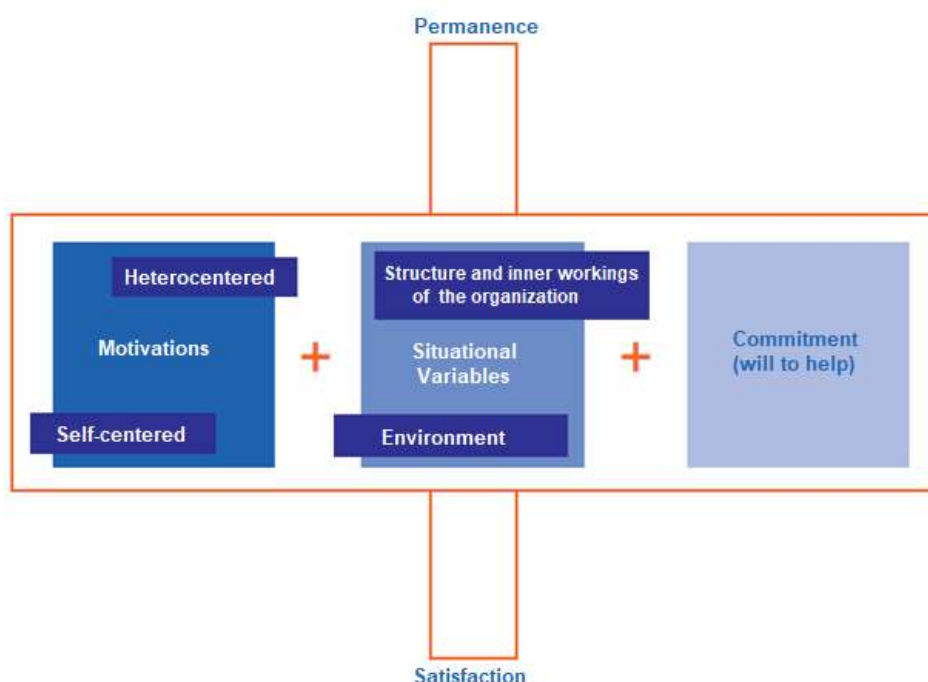 Permanence
Heterocentered
Structure and inner workings
of the organization
Motivations
+
Situational
Variables
+
Commitment
(will to help)
Self-centered
Environment
Satisfaction